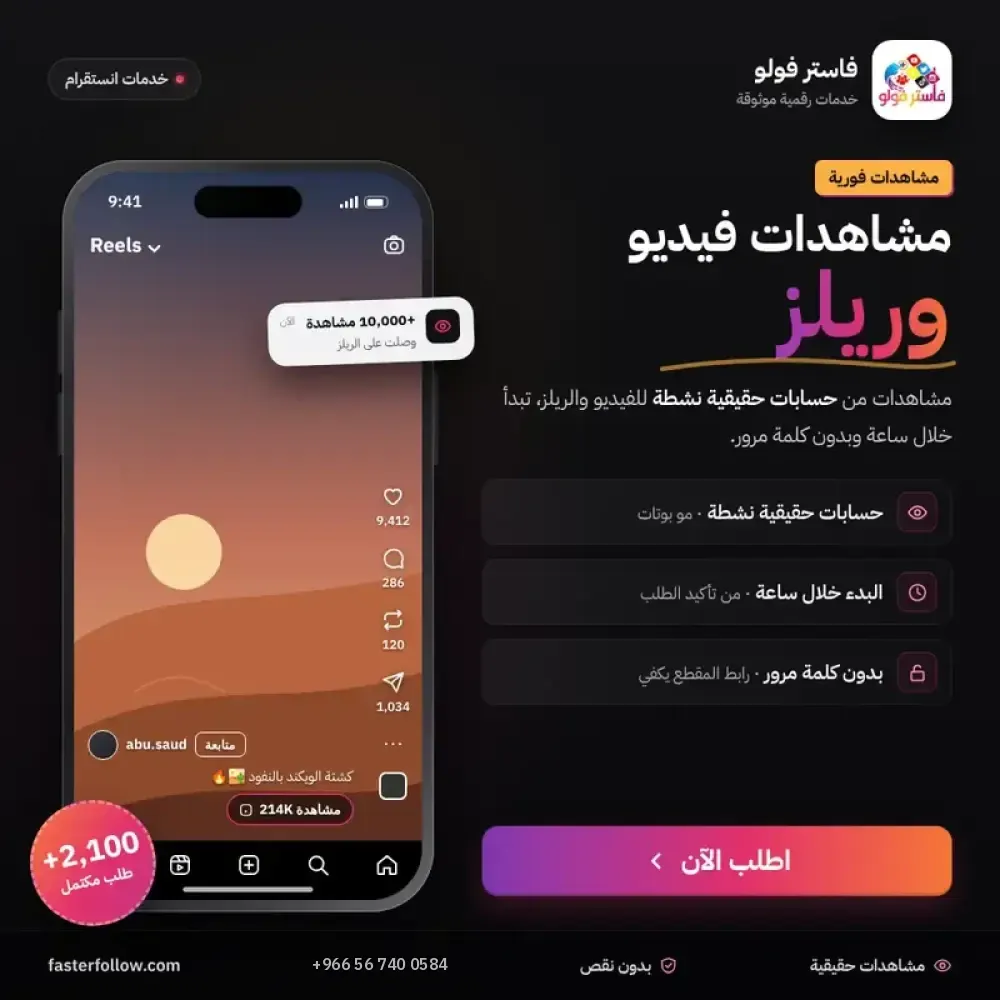 فاستر فولو
فاستر فولو
خدمات رقمية موثوقة
خدمات انستقرام
مشاهدات فورية
مشاهدات فيديو
وريلز
مشاهدات من حسابات حقيقية نشطة للفيديو والريلز، تبدأ
خلال ساعة وبدون كلمة مرور.
حسابات حقيقية نشطة · مو بوتات
البدء خلال ساعة · من تأكيد الطلب
بدون كلمة مرور · رابط المقطع يكفي
اطلب الآن
9:41
Reels
+10,000 مشاهدة الآن
وصلت على الريلز
9,412
286
120
1,034
abu.saud متابعة
كشتة الويكند بالنفود 🏜️🔥
214K مشاهدة
+2,100
طلب مكتمل
مشاهدات حقيقية
بدون نقص
+966 56 740 0584
fasterfollow.com